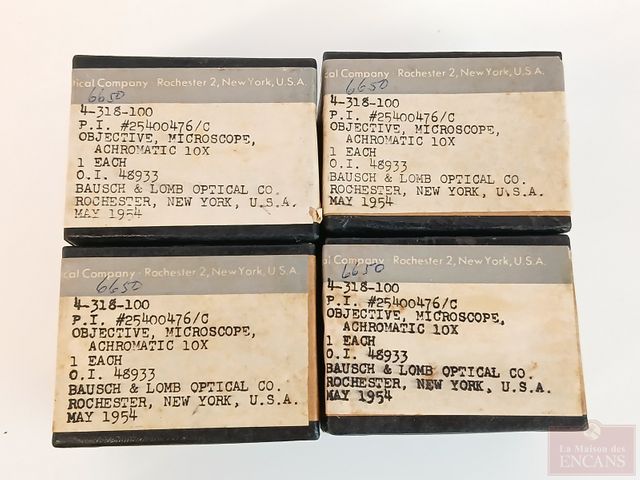 tical Company · Rochester 2, New York, U.S.A.
6650
4-318-100
P.I. #25400476/C
OBJECTIVE, MICROSCOPE,
ACHROMATIC 10X
1 EACH
O.I. 48933
BAUSCH & LOMB OPTICAL CO.
ROCHESTER, NEW YORK, U.S.A.
MAY 1954
cal Company · Rochester 2, New York, U.S.A.
6650
4-318-100
P.I. #25400476/C
OBJECTIVE, MICROSCOPE,
ACHROMATIC 10X
1 EACH
O.I. 48933
BAUSCH & LOMB OPTICAL CO.
ROCHESTER, NEW YORK, U.S.A.
MAY 1954
cal Company · Rochester 2, New York, U.S.A.
6650
4-318-100
P.I. #25400476/C
OBJECTIVE, MICROSCOPE,
ACHROMATIC 10X
1 EACH
O.I. 48933
BAUSCH & LOMB OPTICAL CO.
ROCHESTER, NEW YORK, U.S.A.
MAY 1954
al Company · Rochester 2, New York, U.S.A.
6650
4-318-100
P.I. #25400476/C
OBJECTIVE, MICROSCOPE,
ACHROMATIC 10X
1 EACH
O.I. 48933
BAUSCH & LOMB OPTICAL CO.
ROCHESTER, NEW YORK, U.S.A.
MAY 1954
La Maison des
ENCANS